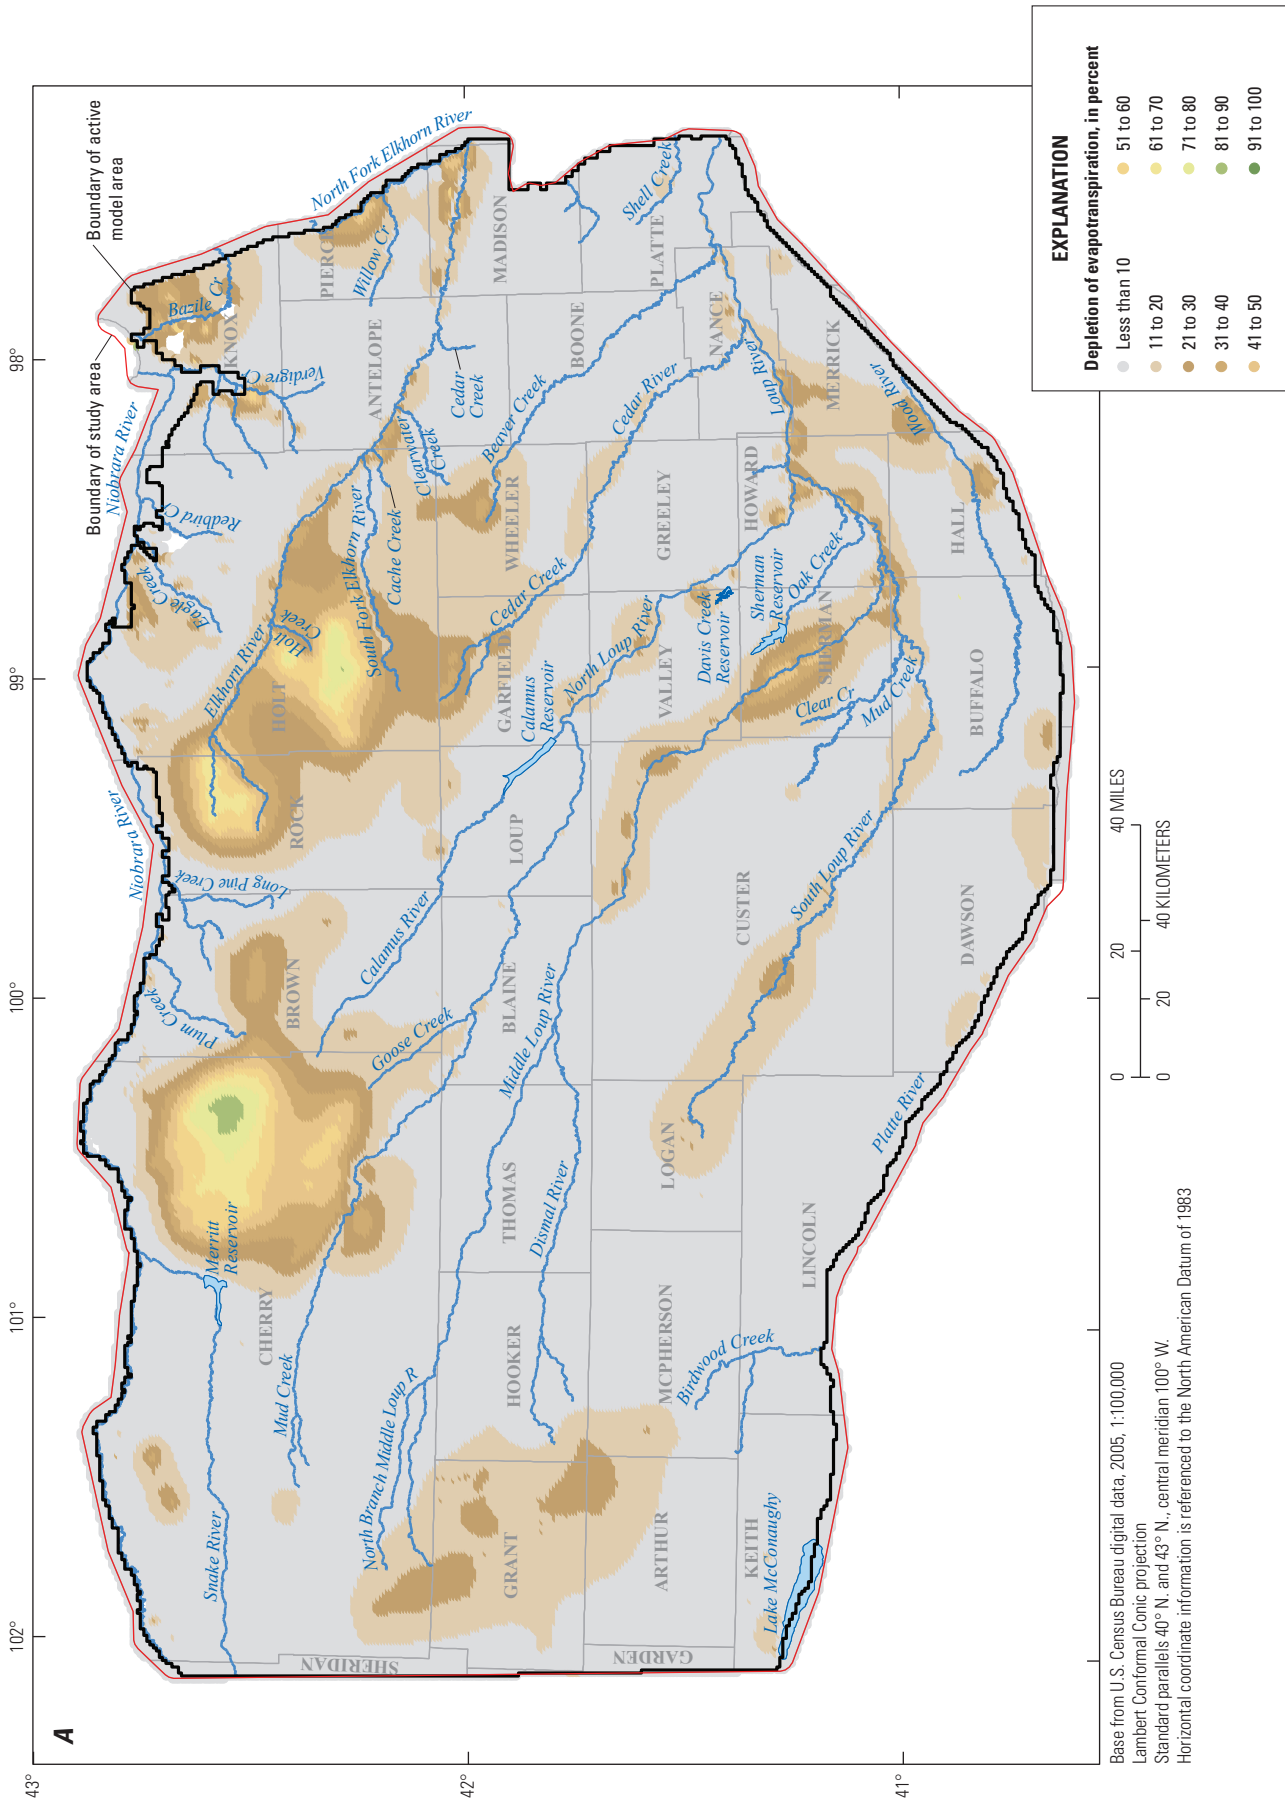 A
102°
101°
100°
99°
98°
43°
42°
41°
Boundary of study area
Boundary of active
model area
Niobrara River
Niobrara River
North Fork Elkhorn River
Bazile
Cr
KNOX
Verdigre Cr
Redbird Cr
Eagle Creek
PIERCE
Willow Cr
ANTELOPE
MADISON
Cedar
Creek
Clearwater
Creek
Elkhorn River
Holt
Creek
HOLT
South Fork Elkhorn River
Cache Creek
ROCK
Long Pine Creek
BROWN
Plum Creek
Merritt
Reservoir
CHERRY
Snake River
Mud Creek
SHERIDAN
North Branch Middle Loup R
Goose Creek
Calamus River
Calamus
Reservoir
LOUP
GARFIELD
Cedar Creek
WHEELER
Beaver Creek
BOONE
Shell Creek
PLATTE
NANCE
Cedar River
Loup River
MERRICK
Wood River
GREELEY
HOWARD
North Loup River
VALLEY
Davis Creek
Reservoir
Sherman
Reservoir
Oak Creek
SHERMAN
Clear Cr
Mud Creek
HALL
BUFFALO
BLAINE
Middle Loup River
THOMAS
Dismal River
HOOKER
GRANT
GARDEN
ARTHUR
MCPHERSON
LOGAN
CUSTER
South Loup River
DAWSON
Platte River
LINCOLN
Birdwood Creek
KEITH
Lake McConaughy
Base from U.S. Census Bureau digital data, 2005, 1:100,000
Lambert Conformal Conic projection
Standard parallels 40° N. and 43° N., central meridian 100° W.
Horizontal coordinate information is referenced to the North American Datum of 1983
0 20 40 MILES
0 20 40 KILOMETERS
EXPLANATION
Depletion of evapotranspiration, in percent
Less than 10
11 to 20
21 to 30
31 to 40
41 to 50
51 to 60
61 to 70
71 to 80
81 to 90
91 to 100